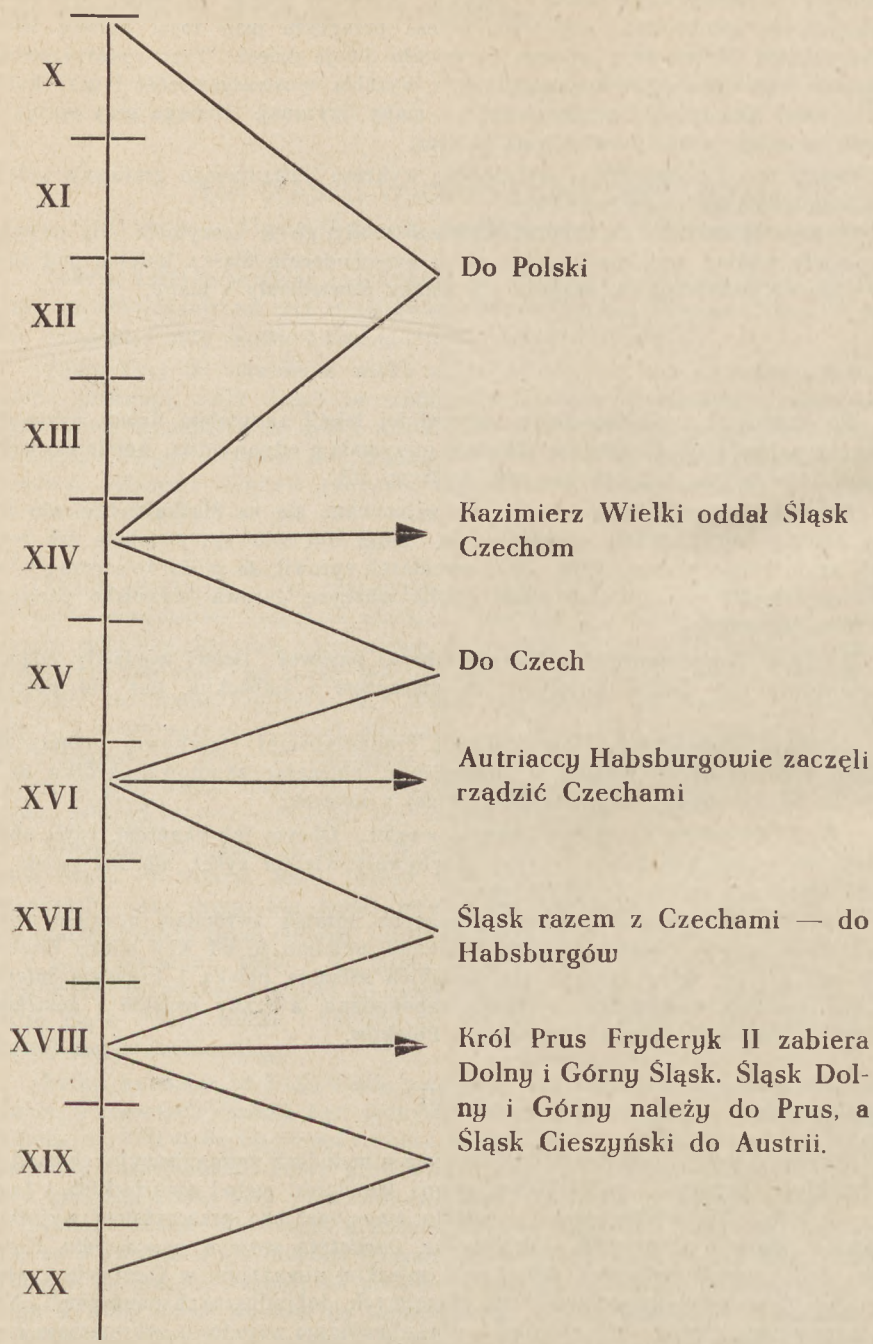 X
XI
Do Polski
XII
XIII
Kazimierz Wielki oddał Śląsk
Czechom
XIV
Do Czech
XV
Autriaccy Habsburgowie zaczęli
rządzić Czechami
XVI
XVII
Śląsk razem z Czechami — do
Habsburgów
XVIII
Król Prus Fryderyk II zabiera
Dolny i Górny Śląsk. Śląsk Dol-
ny i Górny należy do Prus, a
Śląsk Cieszyński do Austrii.
XIX
XX